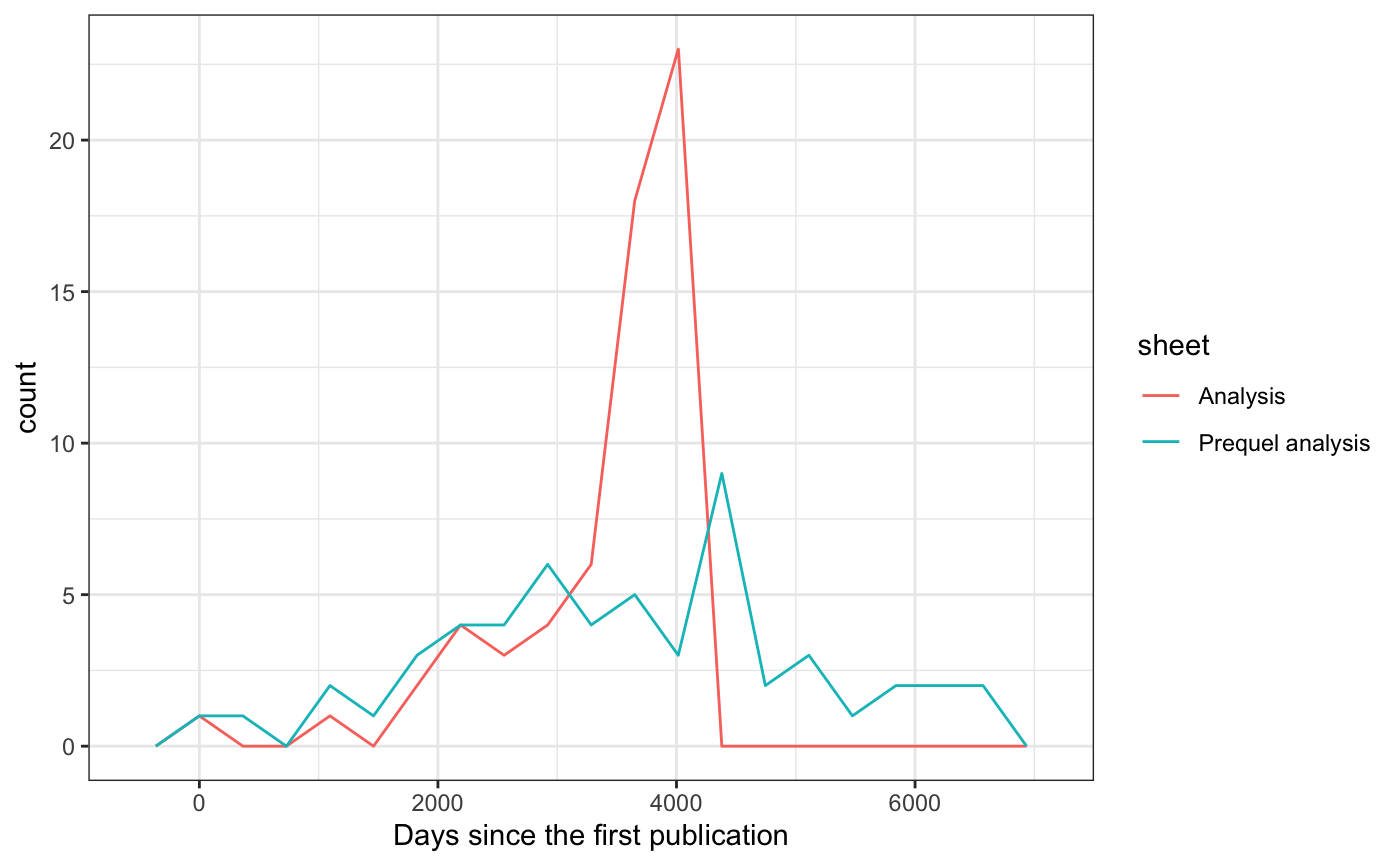 20
15
10
5
0
count
0 2000 4000 6000
Days since the first publication
sheet
Analysis
Prequel analysis